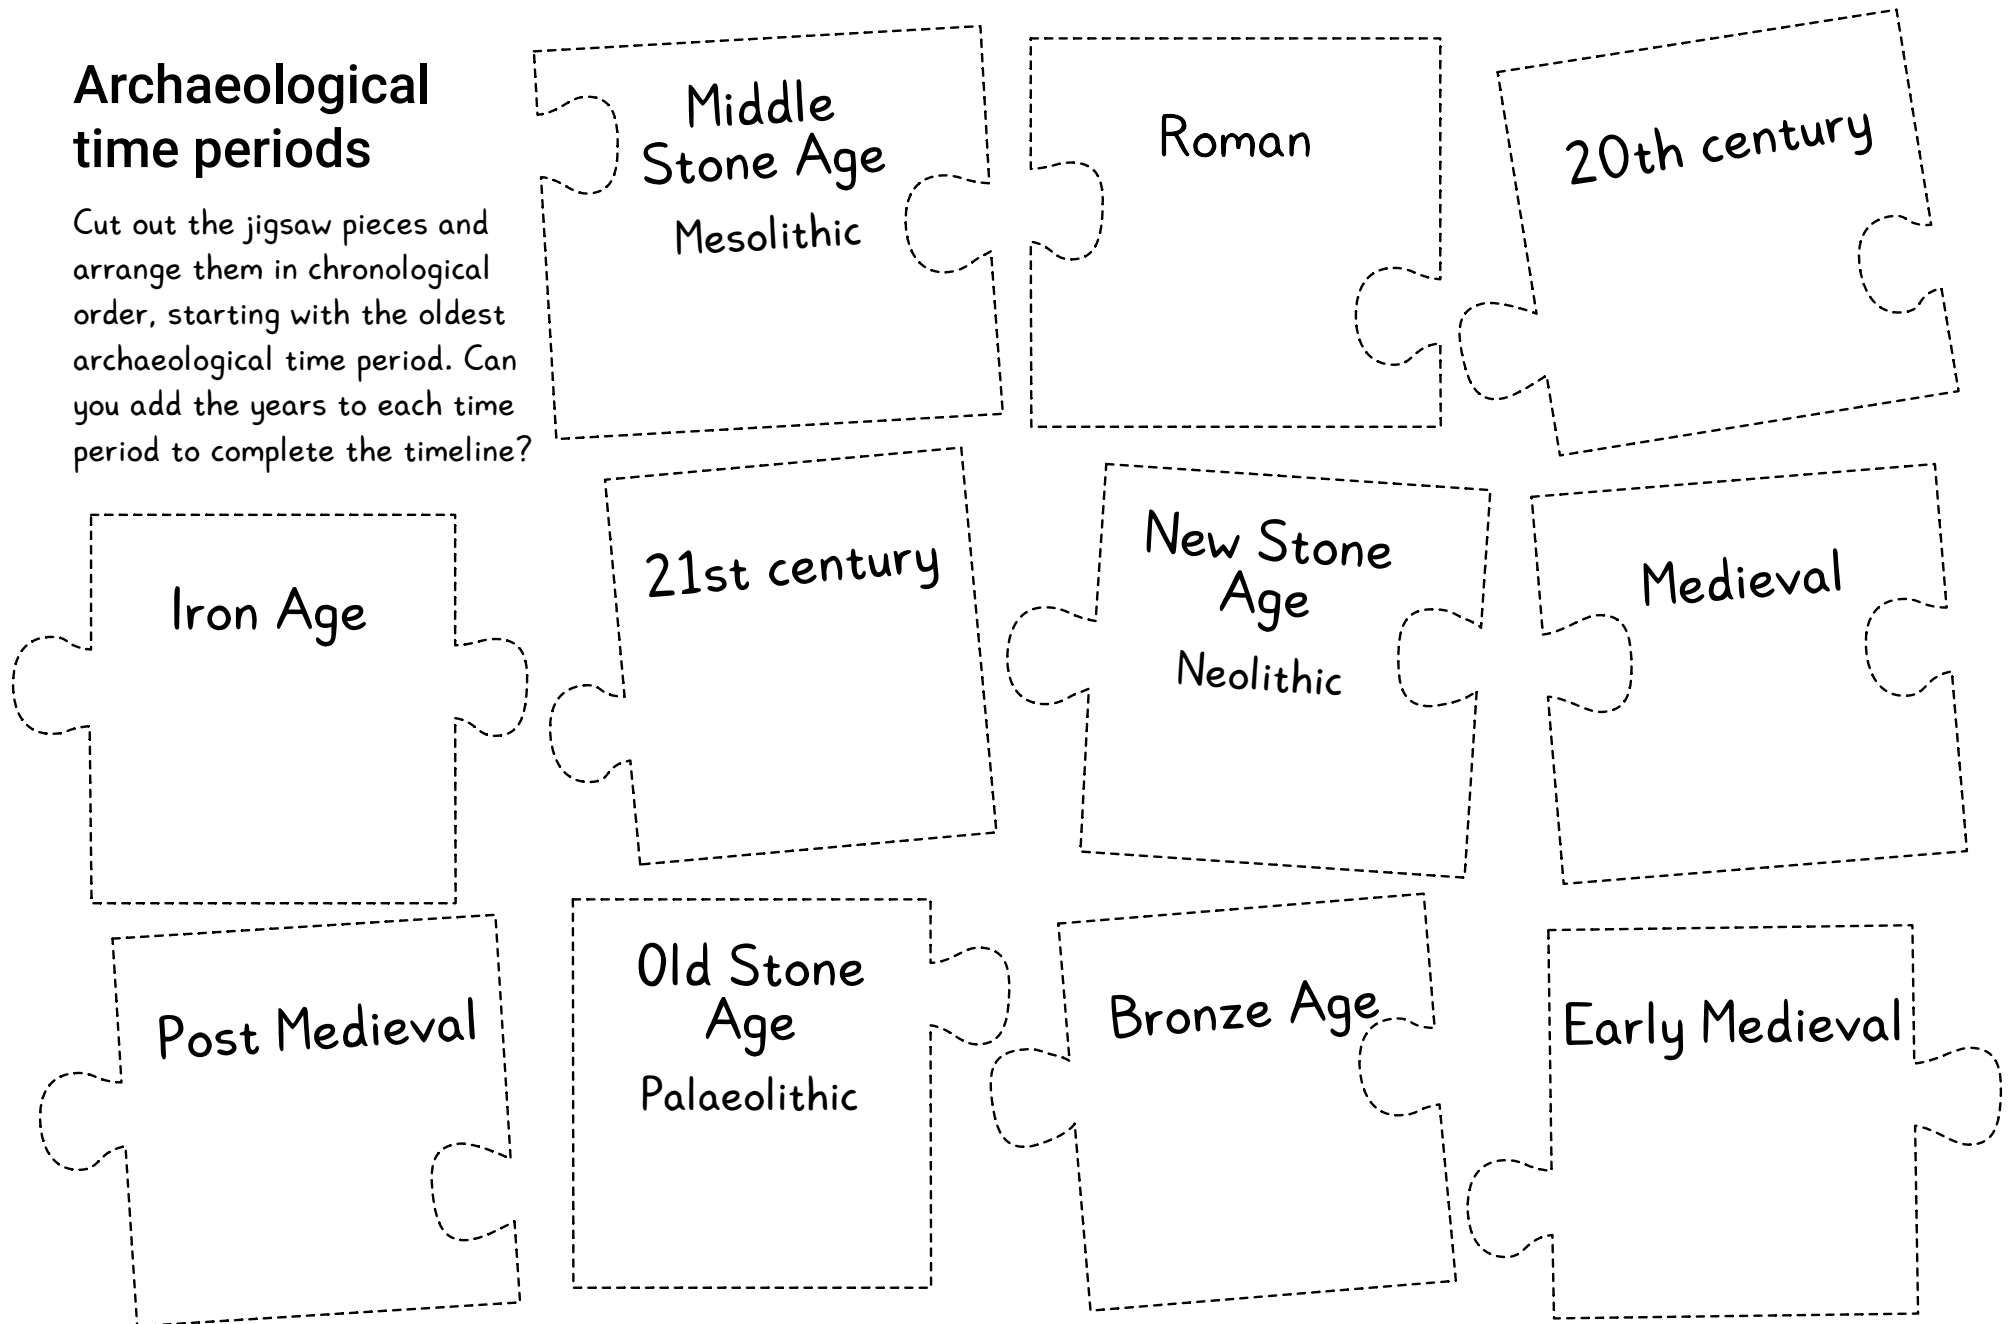 Archaeological
time periods
Cut out the jigsaw pieces and
arrange them in chronological
order, starting with the oldest
archaeological time period. Can
you add the years to each time
period to complete the timeline?
Middle
Stone Age
Mesolithic
Roman
20th century
Iron Age
21st century
New Stone
Age
Neolithic
Medieval
Post Medieval
Old Stone
Age
Palaeolithic
Bronze Age
Early Medieval